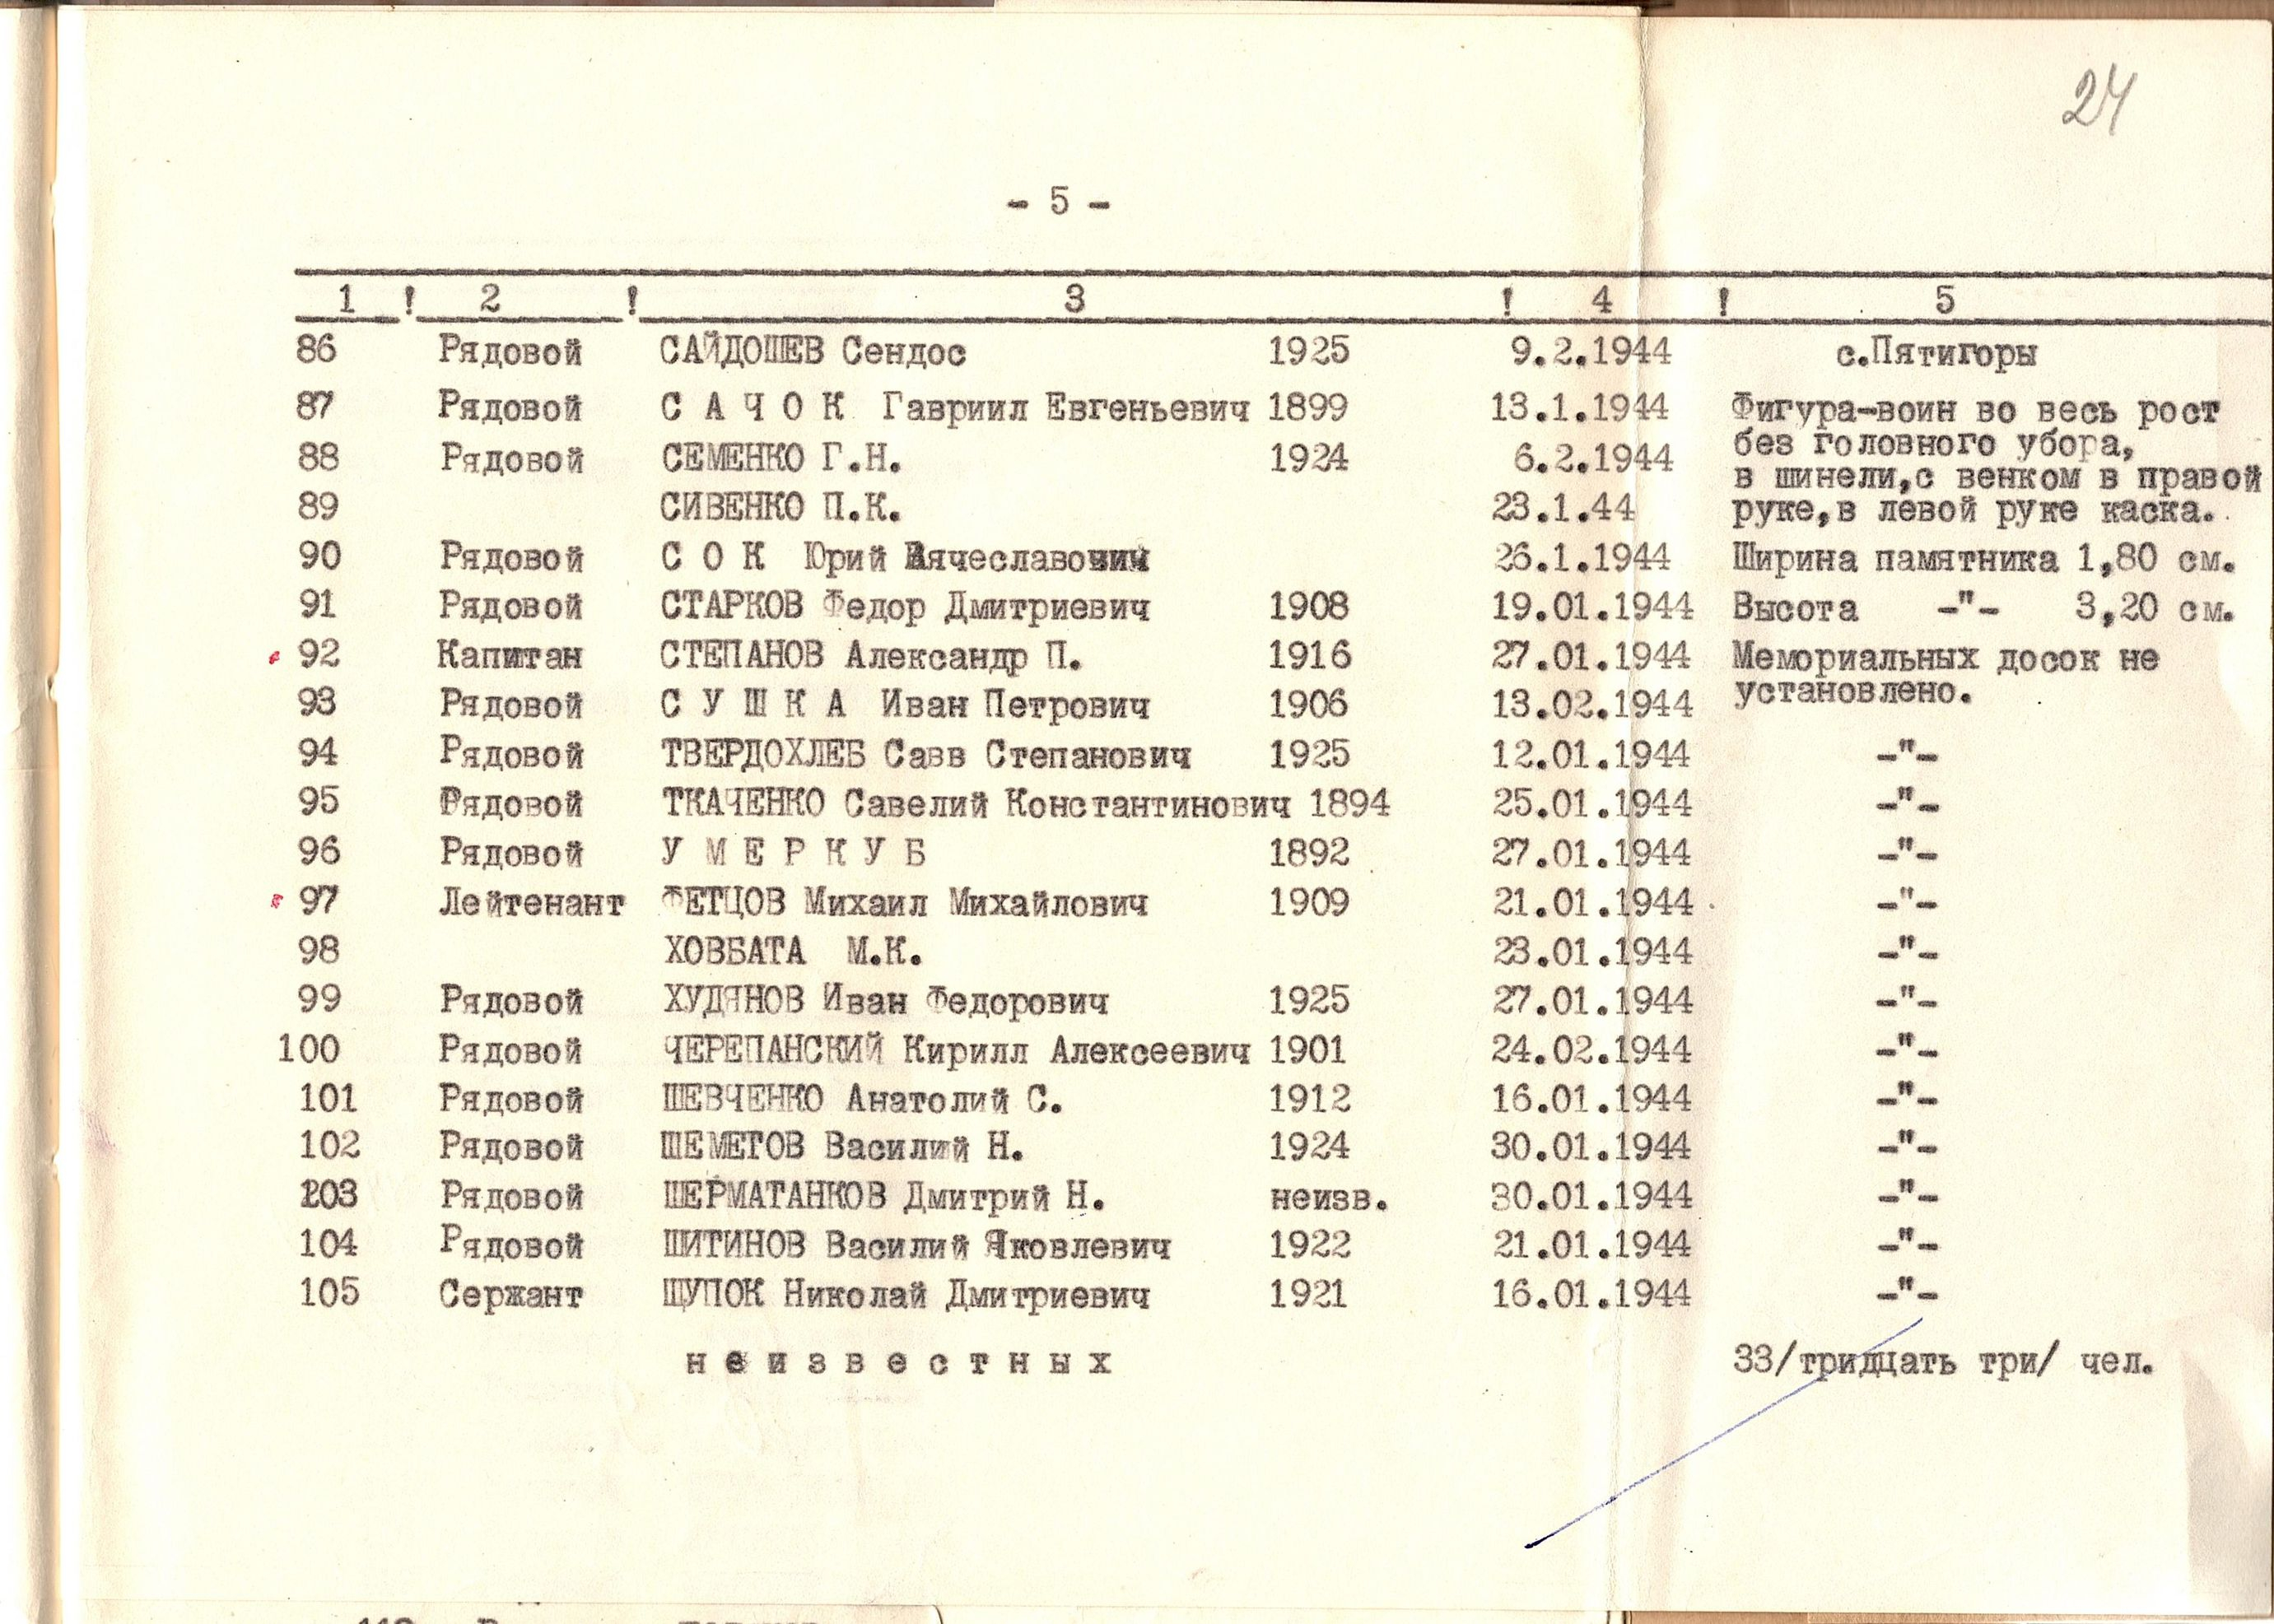 24
- 5 -
1 ! 2 ! 3 ! 4 ! 5
86 Рядовой САЙДОШЕВ Сендос 1925 9.2.1944 с.Пятигоры
87 Рядовой С А Ч О К Гавриил Евгеньевич 1899 13.1.1944 Фигура-воин во весь рост
без головного убора,
88 Рядовой СЕМЕНКО Г.Н. 1924 6.2.1944 в шинели,с венком в правой
89 СИВЕНКО П.К. 23.1.44 руке,в левой руке каска.
90 Рядовой С О К Юрий Вячеславович 26.1.1944 Ширина памятника 1,80 см.
91 Рядовой СТАРКОВ Федор Дмитриевич 1908 19.01.1944 Высота -"- 3,20 см.
92 Капитан СТЕПАНОВ Александр П. 1916 27.01.1944 Мемориальных досок не
93 Рядовой С У Ш К А Иван Петрович 1906 13.02.1944 установлено.
94 Рядовой ТВЕРДОХЛЕБ Савв Степанович 1925 12.01.1944 -"-
95 Рядовой ТКАЧЕНКО Савелий Константинович 1894 25.01.1944 -"-
96 Рядовой У М Е Р К У Б 1892 27.01.1944 -"-
97 Лейтенант ФЕТЦОВ Михаил Михайлович 1909 21.01.1944 -"-
98 ХОВБАТА М.К. 23.01.1944 -"-
99 Рядовой ХУДЯНОВ Иван Федорович 1925 27.01.1944 -"-
100 Рядовой ЧЕРЕПАНСКИЙ Кирилл Алексеевич 1901 24.02.1944 -"-
101 Рядовой ШЕВЧЕНКО Анатолий С. 1912 16.01.1944 -"-
102 Рядовой ШЕМЕТОВ Василий Н. 1924 30.01.1944 -"-
103 Рядовой ШЕРМАТАНКОВ Дмитрий Н. неизв. 30.01.1944 -"-
104 Рядовой ШИТИНОВ Василий Яковлевич 1922 21.01.1944 -"-
105 Сержант ЩУПОК Николай Дмитриевич 1921 16.01.1944 -"-
н е и з в е с т н ы х 33/тридцать три/ чел.